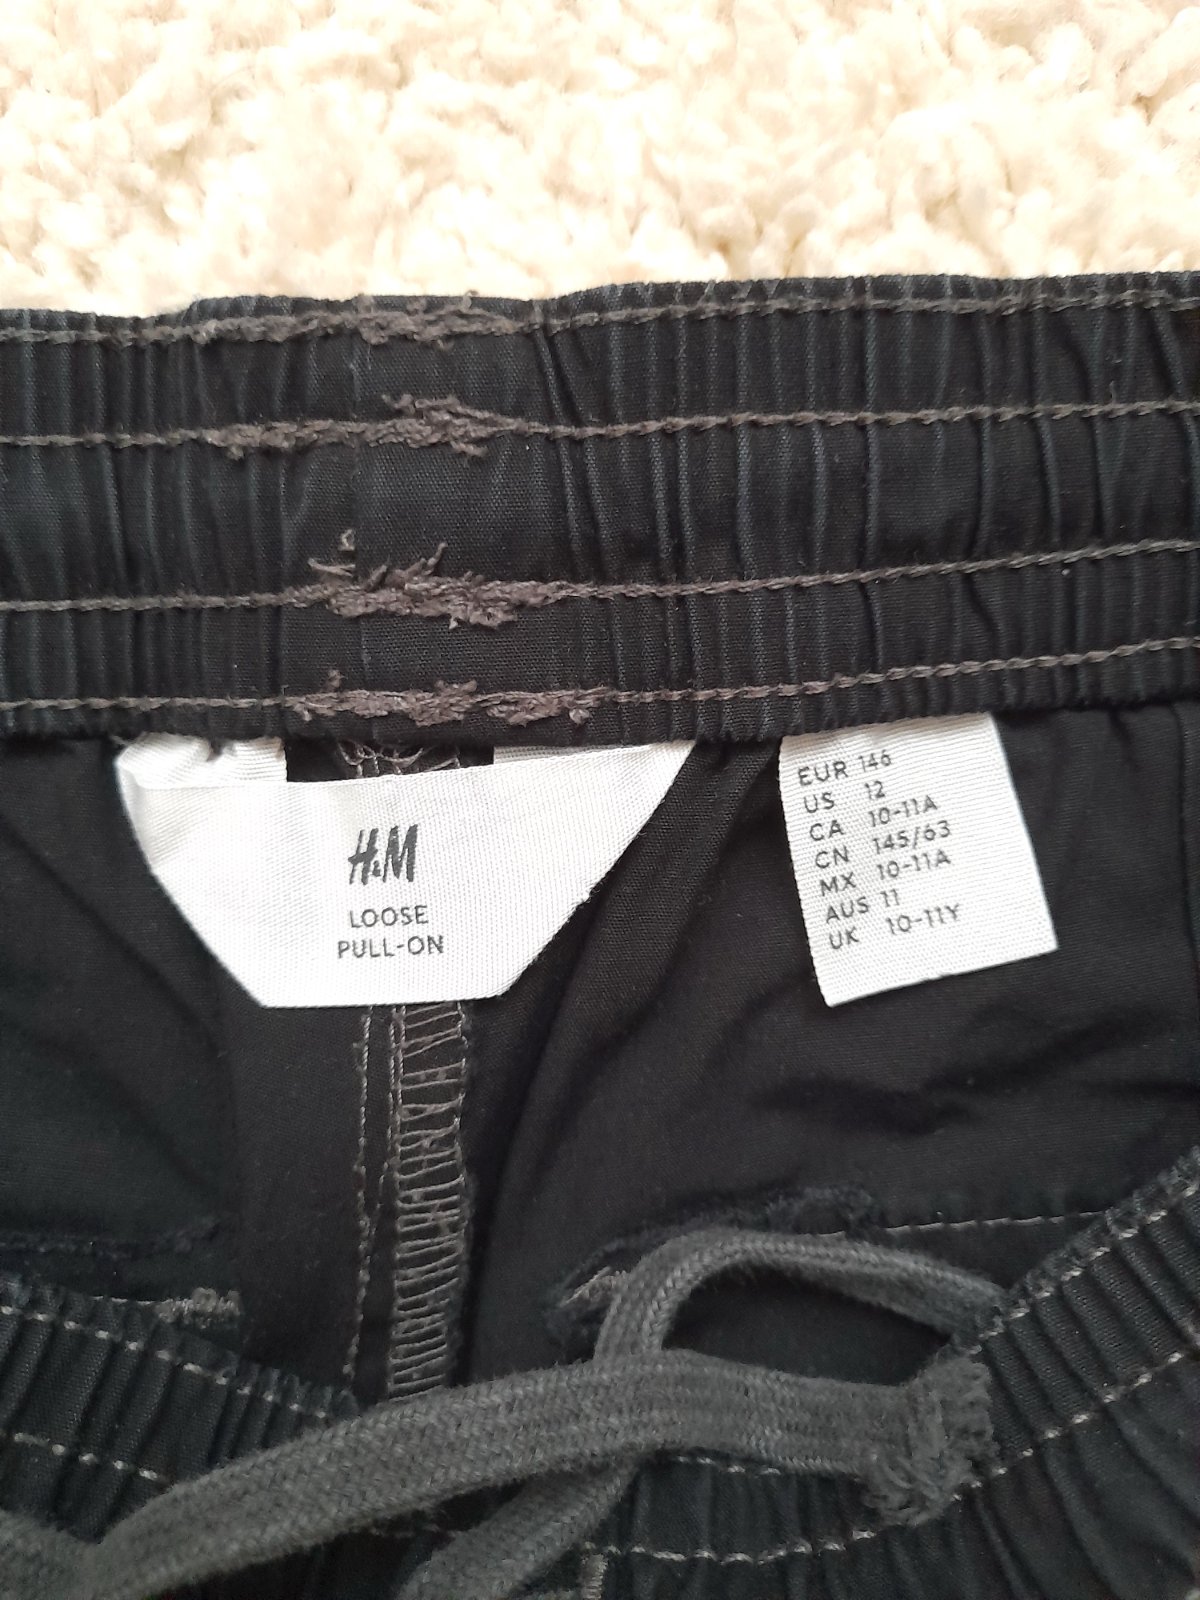 H&M
LOOSE
PULL-ON
EUR 146
US 12
CA 10-11A
CN 145/63
MX 10-11A
AUS 11
UK 10-11Y